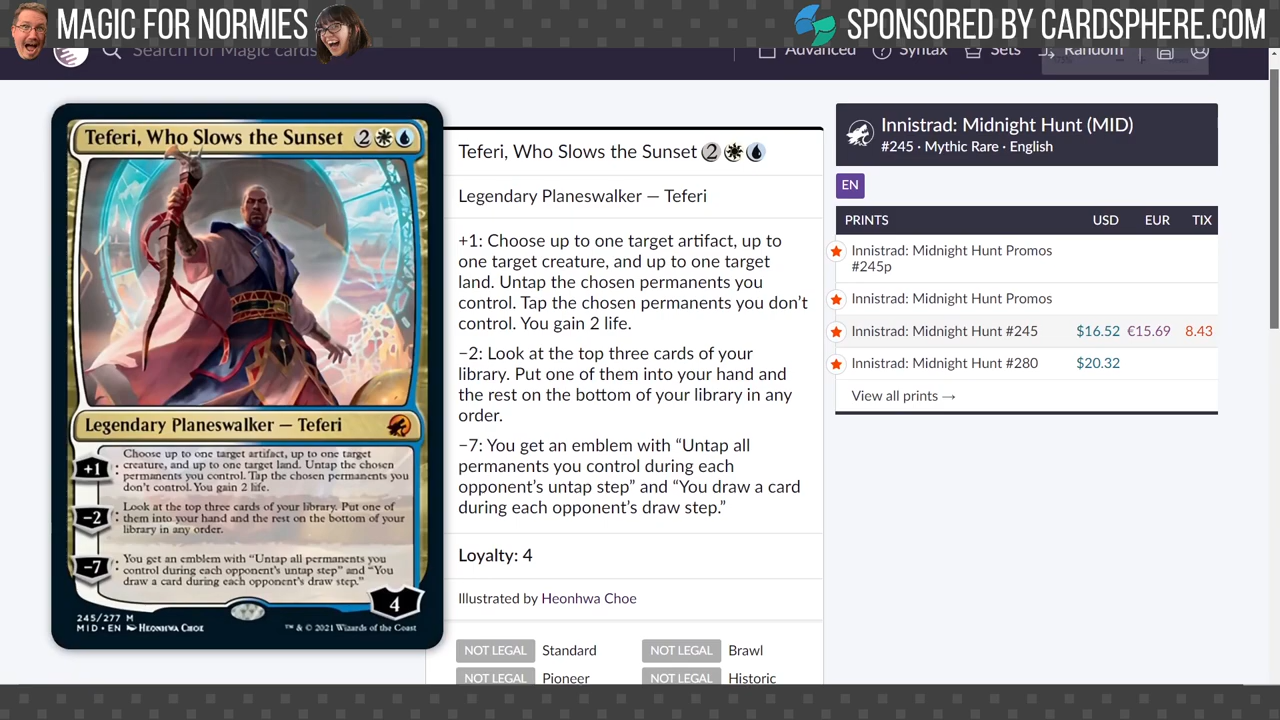 MAGIC FOR NORMIES
SPONSORED BY CARDSPHERE.COM
Search for Magic cards
Advanced
Syntax
Sets
Random
Teferi, Who Slows the Sunset 2
Legendary Planeswalker — Teferi
+1: Choose up to one target artifact, up to one target
creature, and up to one target land. Untap the chosen
permanents you control. Tap the chosen permanents you
don't control. You gain 2 life.
−2: Look at the top three cards of your library. Put one of
them into your hand and the rest on the bottom of your
library in any order.
−7: You get an emblem with “Untap all permanents you
control during each opponent's untap step” and “You
draw a card during each opponent's draw step.”
4
245/277 M
MID • EN HEONHWA CHOE
™ & © 2021 Wizards of the Coast
Teferi, Who Slows the Sunset 2
Legendary Planeswalker — Teferi
+1: Choose up to one target artifact, up to
one target creature, and up to one target
land. Untap the chosen permanents you
control. Tap the chosen permanents you don’t
control. You gain 2 life.
−2: Look at the top three cards of your
library. Put one of them into your hand and
the rest on the bottom of your library in any
order.
−7: You get an emblem with “Untap all
permanents you control during each
opponent’s untap step” and “You draw a card
during each opponent’s draw step.”
Loyalty: 4
Illustrated by Heonhwa Choe
NOT LEGAL Standard
NOT LEGAL Brawl
NOT LEGAL Pioneer
NOT LEGAL Historic
Innistrad: Midnight Hunt (MID)
#245 · Mythic Rare · English
EN
PRINTS USD EUR TIX
Innistrad: Midnight Hunt Promos
#245p
Innistrad: Midnight Hunt Promos
Innistrad: Midnight Hunt #245 $16.52 €15.69 8.43
Innistrad: Midnight Hunt #280 $20.32
View all prints →